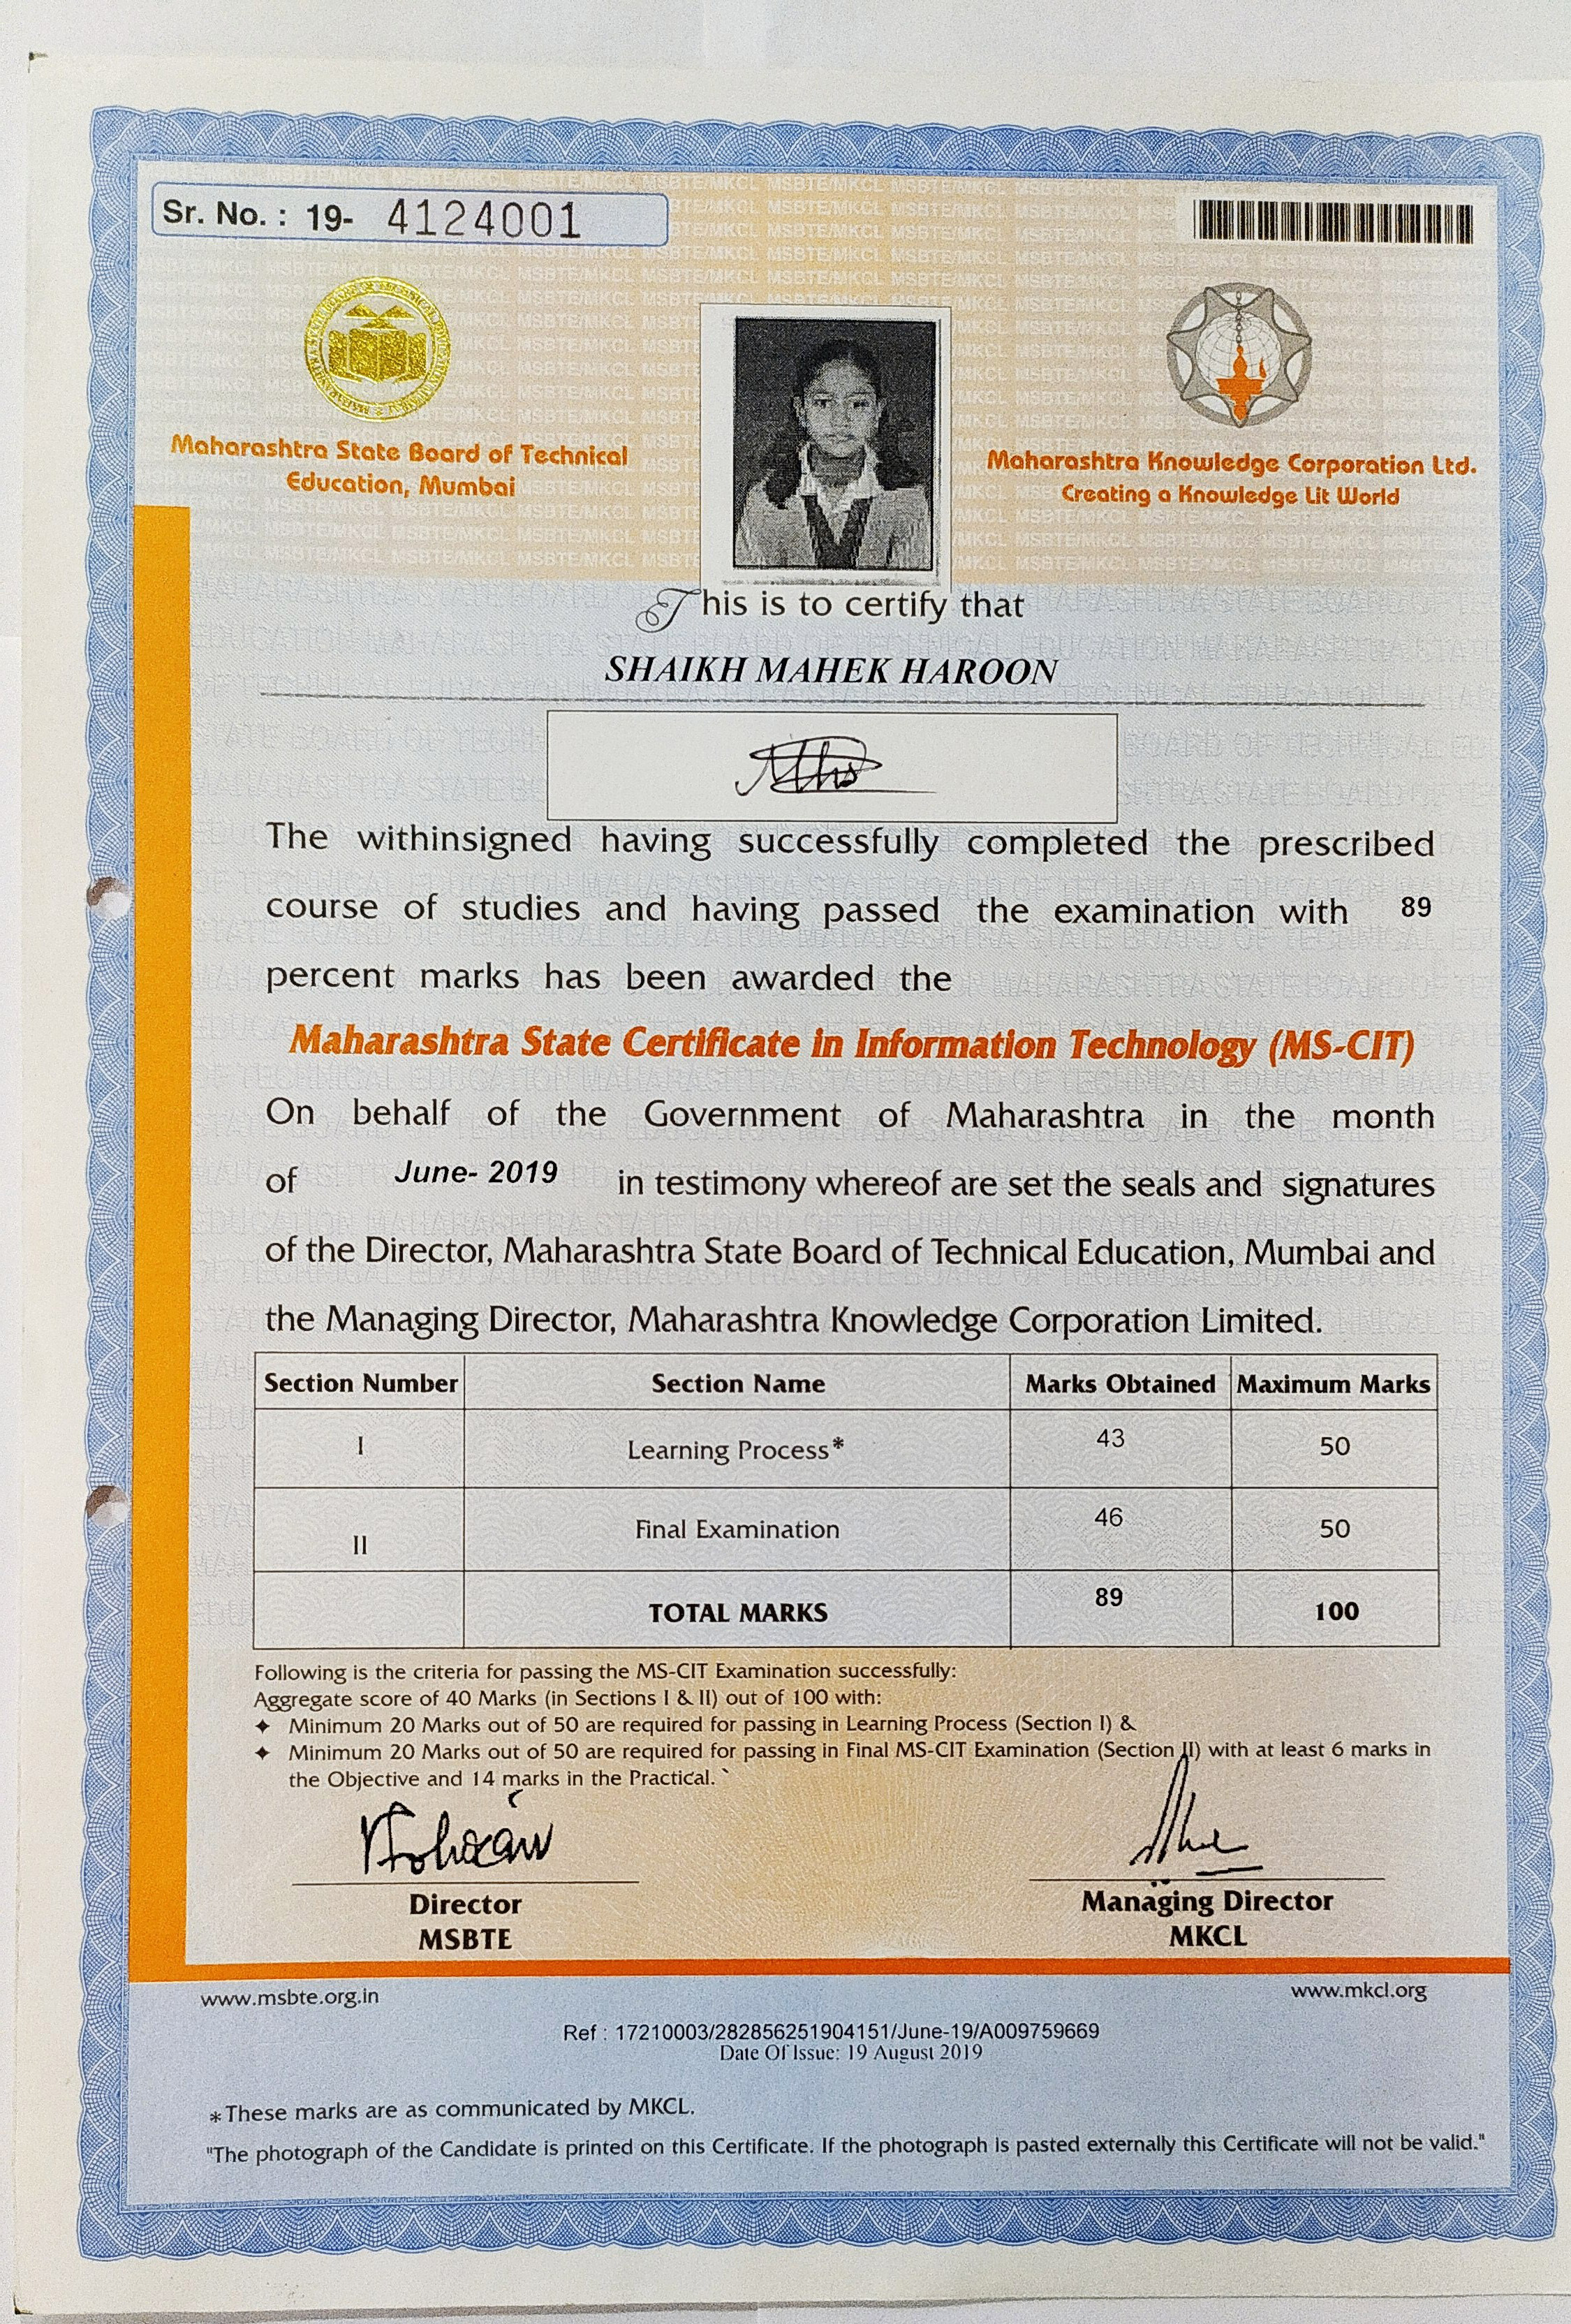 Sr. No. : 19- 4124001
Maharashtra State Board of Technical
Education, Mumbai
Maharashtra Knowledge Corporation Ltd.
Creating a Knowledge Lit World
This is to certify that
SHAIKH MAHEK HAROON
The withinsigned having successfully completed the prescribed
course of studies and having passed the examination with 89
percent marks has been awarded the
Maharashtra State Certificate in Information Technology (MS-CIT)
On behalf of the Government of Maharashtra in the month
of June- 2019 in testimony whereof are set the seals and signatures
of the Director, Maharashtra State Board of Technical Education, Mumbai and
the Managing Director, Maharashtra Knowledge Corporation Limited.
Section Number Section Name Marks Obtained Maximum Marks
I Learning Process* 43 50
II Final Examination 46 50
TOTAL MARKS 89 100
Following is the criteria for passing the MS-CIT Examination successfully:
Aggregate score of 40 Marks (in Sections I & II) out of 100 with:
✦ Minimum 20 Marks out of 50 are required for passing in Learning Process (Section I) &
✦ Minimum 20 Marks out of 50 are required for passing in Final MS-CIT Examination (Section II) with at least 6 marks in
the Objective and 14 marks in the Practical.
Director
MSBTE
Managing Director
MKCL
www.msbte.org.in
www.mkcl.org
Ref : 17210003/282856251904151/June-19/A009759669
Date Of Issue: 19 August 2019
*These marks are as communicated by MKCL.
"The photograph of the Candidate is printed on this Certificate. If the photograph is pasted externally this Certificate will not be valid."